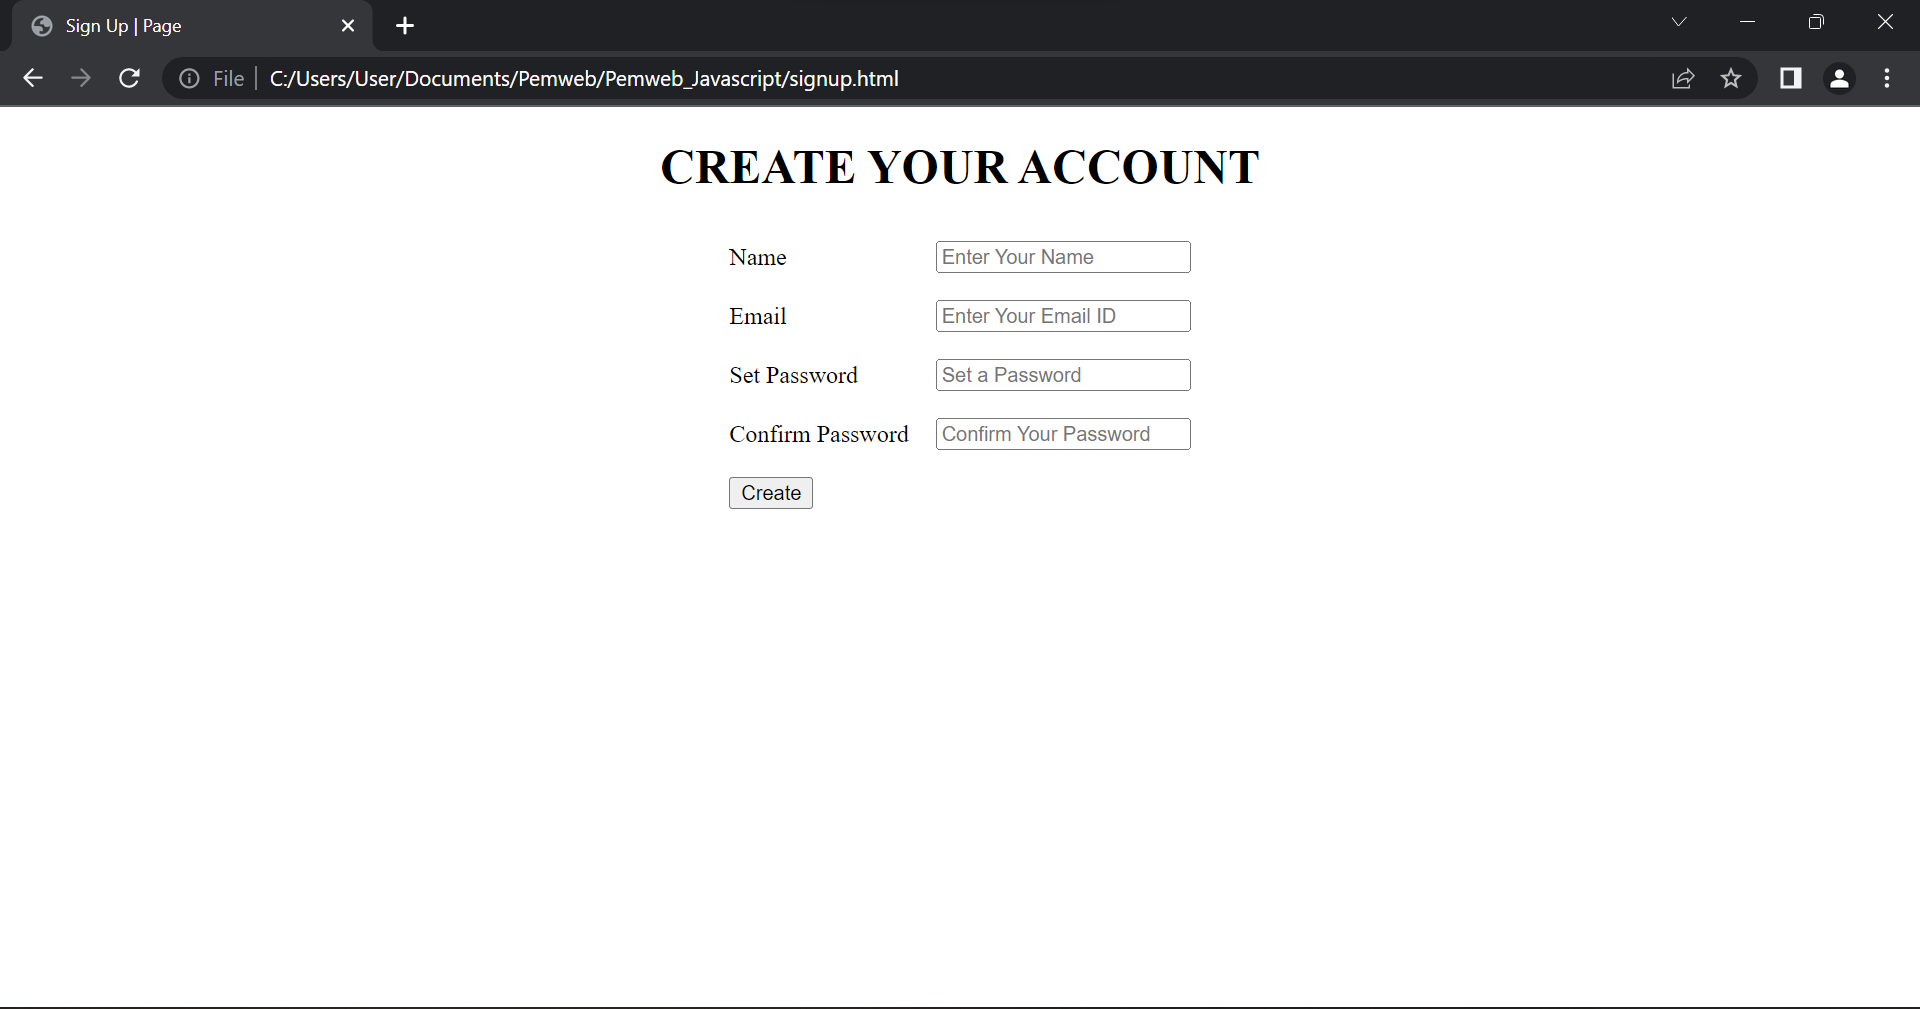 Sign Up | Page
File C:/Users/User/Documents/Pemweb/Pemweb_Javascript/signup.html
CREATE YOUR ACCOUNT
Name Enter Your Name
Email Enter Your Email ID
Set Password Set a Password
Confirm Password Confirm Your Password
Create